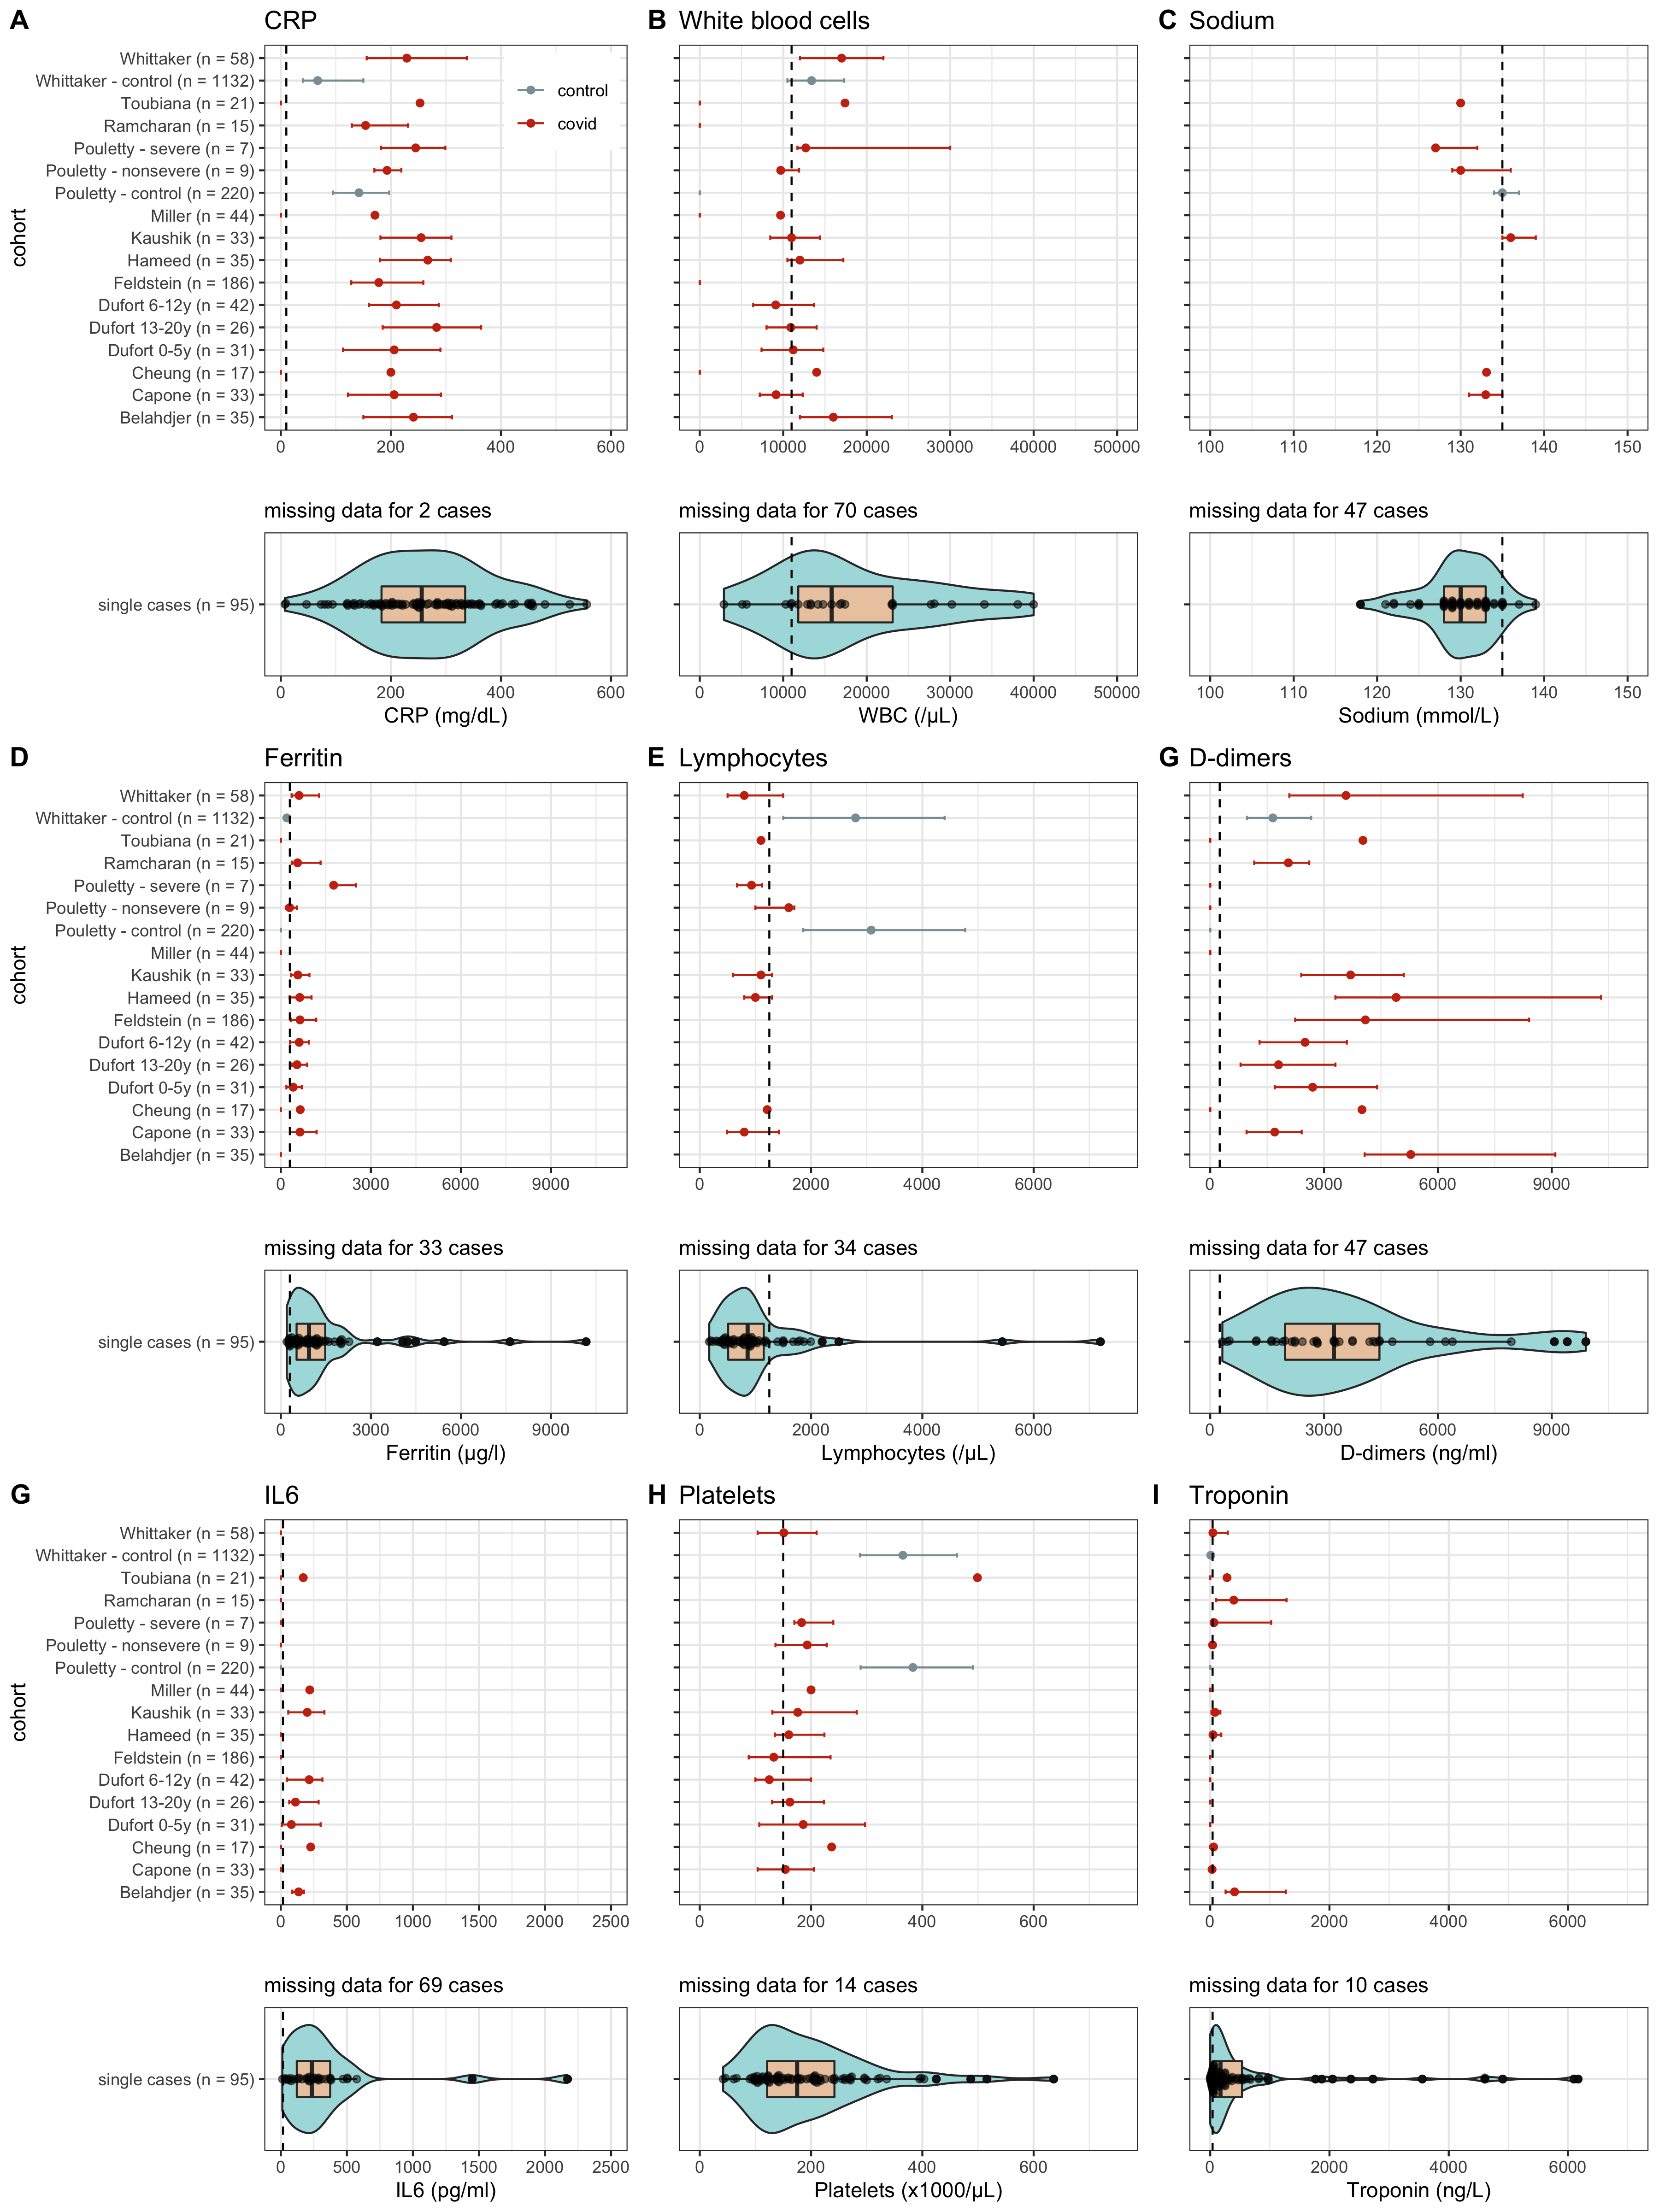 A CRP
B White blood cells
C Sodium
cohort
Whittaker (n = 58)
Whittaker - control (n = 1132)
Toubiana (n = 21)
Ramcharan (n = 15)
Pouletty - severe (n = 7)
Pouletty - nonsevere (n = 9)
Pouletty - control (n = 220)
Miller (n = 44)
Kaushik (n = 33)
Hameed (n = 35)
Feldstein (n = 186)
Dufort 6-12y (n = 42)
Dufort 13-20y (n = 26)
Dufort 0-5y (n = 31)
Cheung (n = 17)
Capone (n = 33)
Belahdjer (n = 35)
control
covid
0 200 400 600
0 10000 20000 30000 40000 50000
100 110 120 130 140 150
missing data for 2 cases
missing data for 70 cases
missing data for 47 cases
single cases (n = 95)
0 200 400 600
0 10000 20000 30000 40000 50000
100 110 120 130 140 150
CRP (mg/dL)
WBC (/µL)
Sodium (mmol/L)
D Ferritin
E Lymphocytes
G D-dimers
cohort
Whittaker (n = 58)
Whittaker - control (n = 1132)
Toubiana (n = 21)
Ramcharan (n = 15)
Pouletty - severe (n = 7)
Pouletty - nonsevere (n = 9)
Pouletty - control (n = 220)
Miller (n = 44)
Kaushik (n = 33)
Hameed (n = 35)
Feldstein (n = 186)
Dufort 6-12y (n = 42)
Dufort 13-20y (n = 26)
Dufort 0-5y (n = 31)
Cheung (n = 17)
Capone (n = 33)
Belahdjer (n = 35)
0 3000 6000 9000
0 2000 4000 6000
0 3000 6000 9000
missing data for 33 cases
missing data for 34 cases
missing data for 47 cases
single cases (n = 95)
0 3000 6000 9000
0 2000 4000 6000
0 3000 6000 9000
Ferritin (µg/l)
Lymphocytes (/µL)
D-dimers (ng/ml)
G IL6
H Platelets
I Troponin
cohort
Whittaker (n = 58)
Whittaker - control (n = 1132)
Toubiana (n = 21)
Ramcharan (n = 15)
Pouletty - severe (n = 7)
Pouletty - nonsevere (n = 9)
Pouletty - control (n = 220)
Miller (n = 44)
Kaushik (n = 33)
Hameed (n = 35)
Feldstein (n = 186)
Dufort 6-12y (n = 42)
Dufort 13-20y (n = 26)
Dufort 0-5y (n = 31)
Cheung (n = 17)
Capone (n = 33)
Belahdjer (n = 35)
0 500 1000 1500 2000 2500
0 200 400 600
0 2000 4000 6000
missing data for 69 cases
missing data for 14 cases
missing data for 10 cases
single cases (n = 95)
0 500 1000 1500 2000 2500
0 200 400 600
0 2000 4000 6000
IL6 (pg/ml)
Platelets (x1000/µL)
Troponin (ng/L)